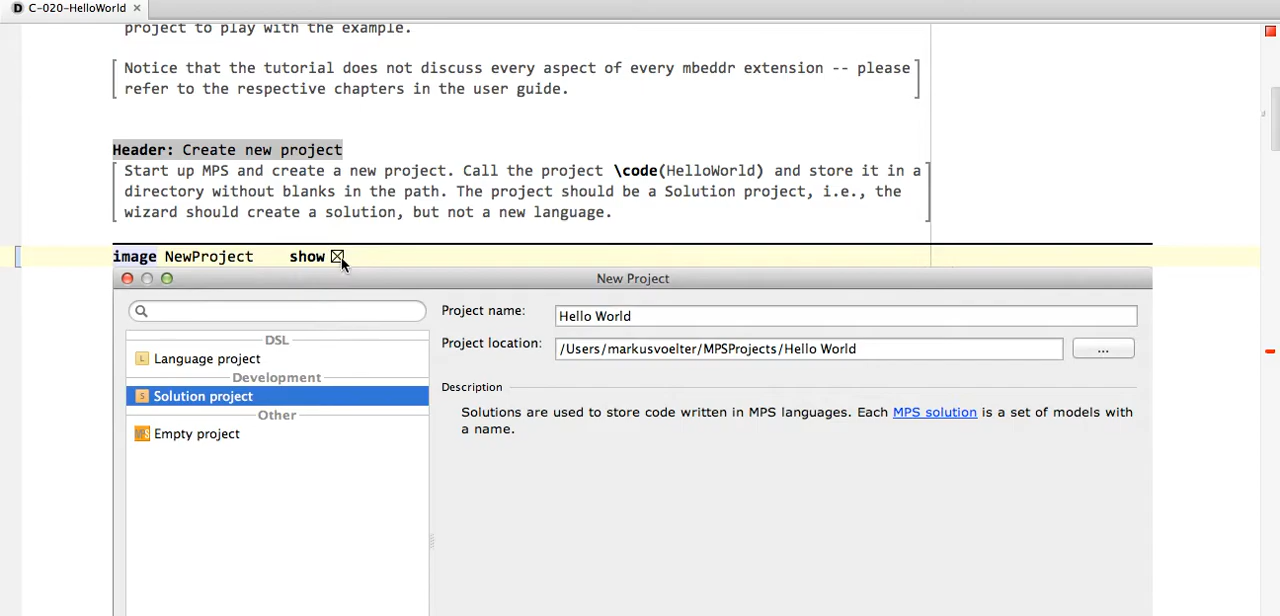 C-020-HelloWorld
project to play with the example.
Notice that the tutorial does not discuss every aspect of every mbeddr extension -- please
refer to the respective chapters in the user guide.
Header: Create new project
Start up MPS and create a new project. Call the project \code(HelloWorld) and store it in a
directory without blanks in the path. The project should be a Solution project, i.e., the
wizard should create a solution, but not a new language.
image NewProject show
New Project
Project name:
Hello World
Project location:
/Users/markusvoelter/MPSProjects/Hello World
...
DSL
Language project
Development
Solution project
Other
Empty project
Description
Solutions are used to store code written in MPS languages. Each MPS solution is a set of models with
a name.